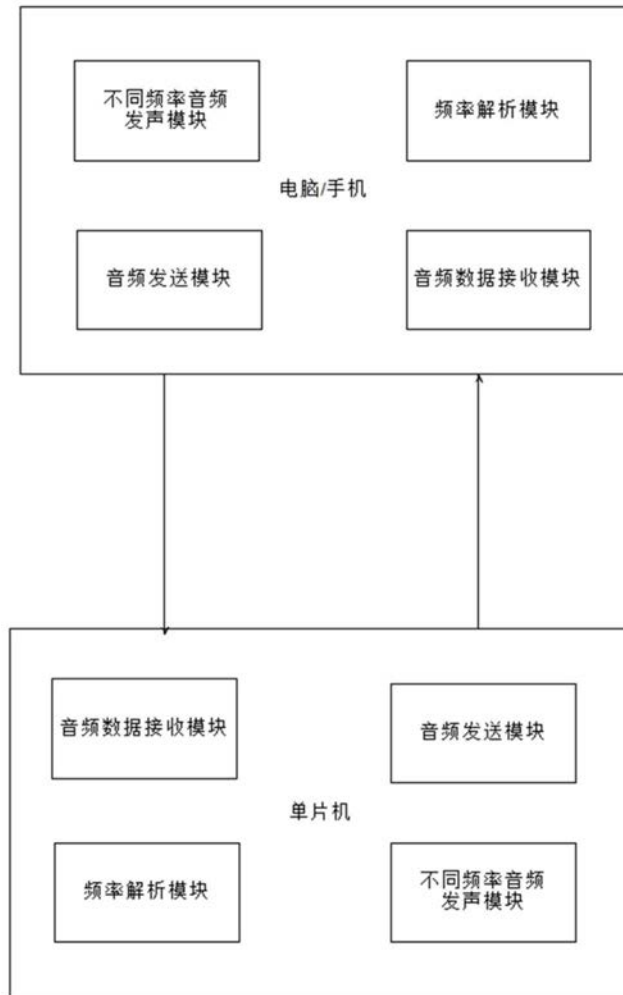 不同频率音频
发声模块
频率解析模块
电脑/手机
音频发送模块
音频数据接收模块
音频数据接收模块
音频发送模块
单片机
频率解析模块
不同频率音频
发声模块